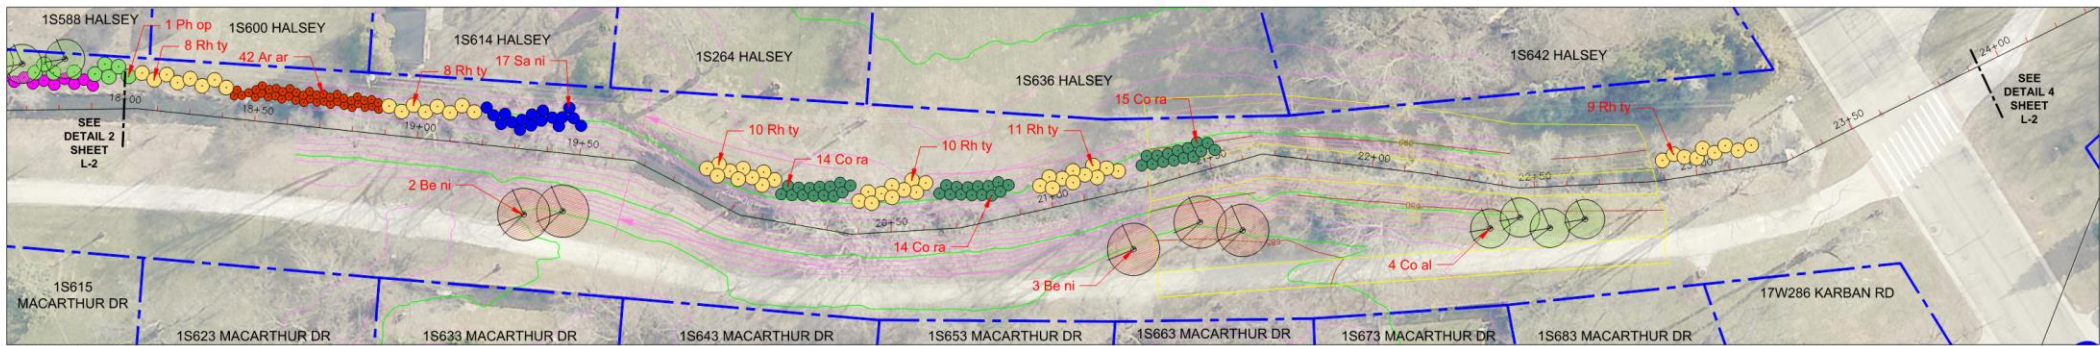 1S588 HALSEY
1 Ph op
8 Rh ty
1S600 HALSEY
42 Ar ar
1S614 HALSEY
17 Sa ni
8 Rh ty
1S264 HALSEY
1S636 HALSEY
15 Co ra
1S642 HALSEY
9 Rh ty
24+00
SEE
DETAIL 4
SHEET
L-2
23+50
18+00
18+50
19+00
19+50
SEE
DETAIL 2
SHEET
L-2
10 Rh ty
14 Co ra
10 Rh ty
11 Rh ty
22+00
22+50
20+50
21+00
2 Be ni
14 Co ra
3 Be ni
4 Co al
1S615
MACARTHUR DR
1S623 MACARTHUR DR
1S633 MACARTHUR DR
1S643 MACARTHUR DR
1S653 MACARTHUR DR
1S663 MACARTHUR DR
1S673 MACARTHUR DR
1S683 MACARTHUR DR
17W286 KARBAN RD